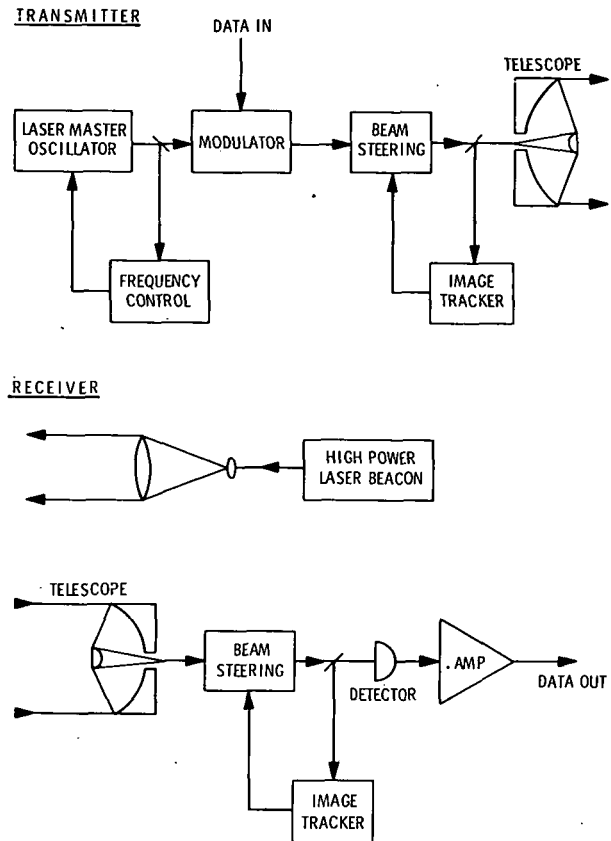 TRANSMITTER
DATA IN
TELESCOPE
LASER MASTER
OSCILLATOR
MODULATOR
BEAM
STEERING
FREQUENCY
CONTROL
IMAGE
TRACKER
RECEIVER
HIGH POWER
LASER BEACON
TELESCOPE
BEAM
STEERING
DETECTOR
. AMP
DATA OUT
IMAGE
TRACKER